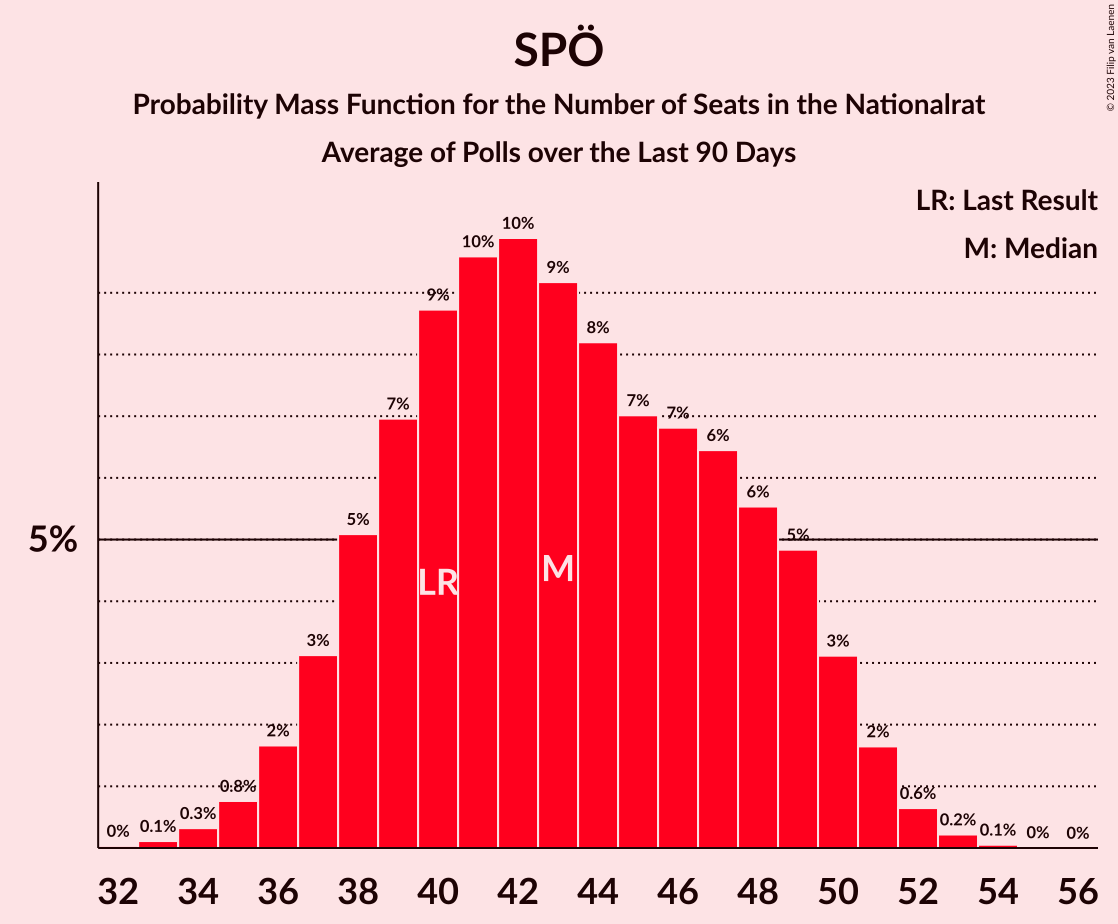 SPÖ
Probability Mass Function for the Number of Seats in the Nationalrat
Average of Polls over the Last 90 Days
© 2023 Filip van Laenen
LR: Last Result
M: Median
5%
0%
0.1%
0.3%
0.8%
2%
3%
5%
7%
9%
10%
10%
9%
8%
7%
7%
6%
6%
5%
3%
2%
0.6%
0.2%
0.1%
0%
0%
LR
M
32 34 36 38 40 42 44 46 48 50 52 54 56